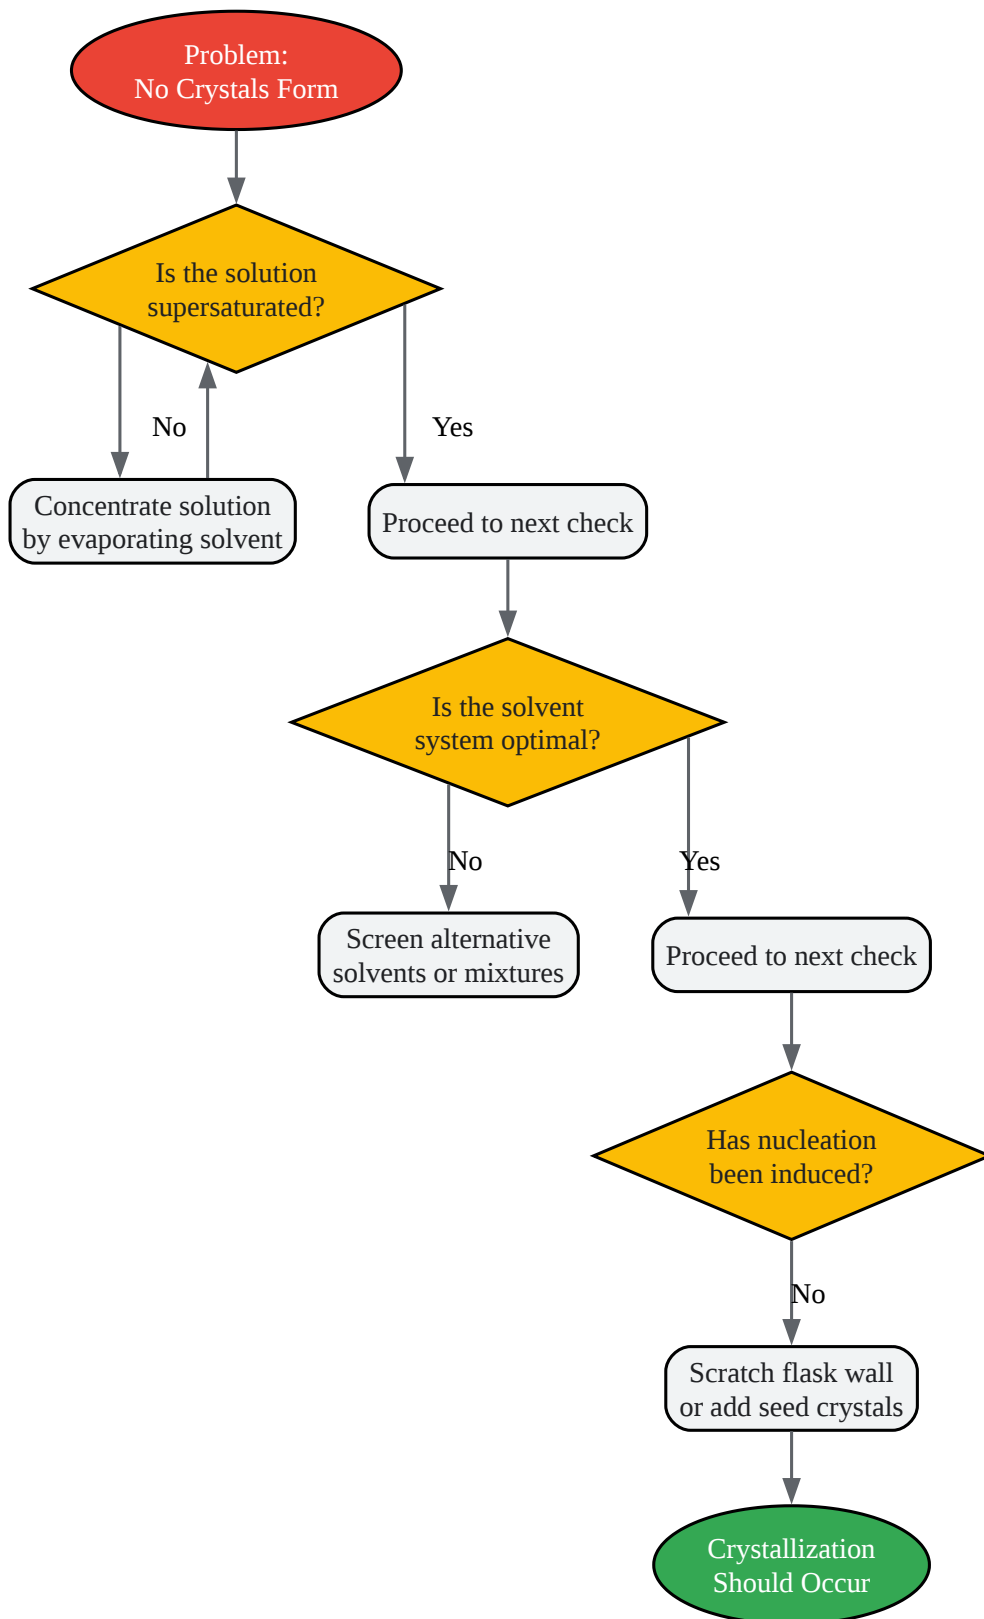 Problem:
No Crystals Form
Is the solution
supersaturated?
No
Yes
Concentrate solution
by evaporating solvent
Proceed to next check
Is the solvent
system optimal?
No
Yes
Screen alternative
solvents or mixtures
Proceed to next check
Has nucleation
been induced?
No
Scratch flask wall
or add seed crystals
Crystallization
Should Occur